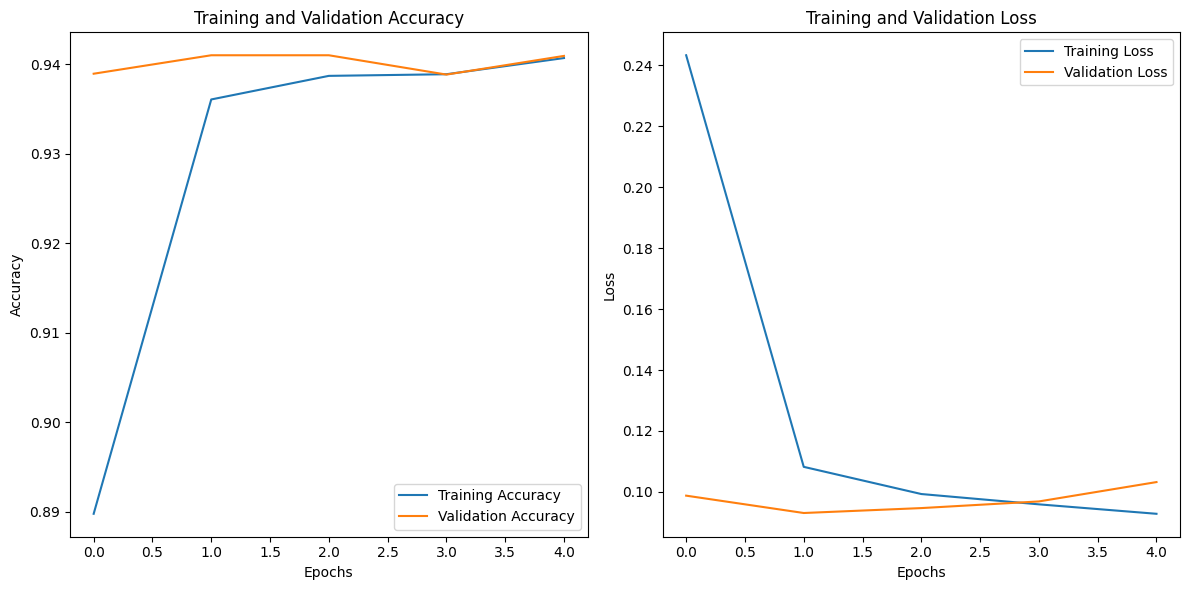 Training and Validation Accuracy
Accuracy
0.94
0.93
0.92
0.91
0.90
0.89
Training Accuracy
Validation Accuracy
0.0 0.5 1.0 1.5 2.0 2.5 3.0 3.5 4.0
Epochs
Training and Validation Loss
Loss
0.24
0.22
0.20
0.18
0.16
0.14
0.12
0.10
Training Loss
Validation Loss
0.0 0.5 1.0 1.5 2.0 2.5 3.0 3.5 4.0
Epochs